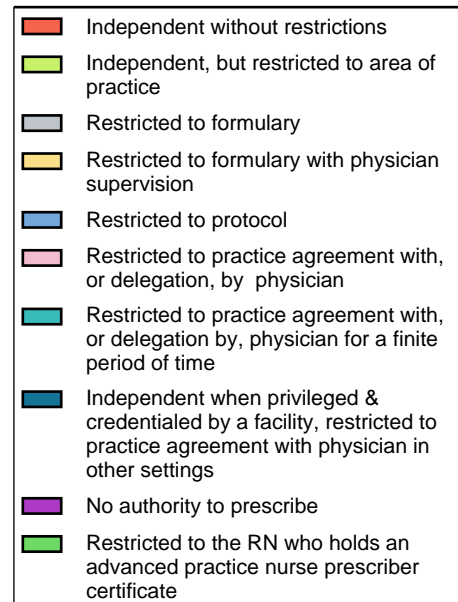 Independent without restrictions
Independent, but restricted to area of
practice
Restricted to formulary
Restricted to formulary with physician
supervision
Restricted to protocol
Restricted to practice agreement with,
or delegation, by physician
Restricted to practice agreement with,
or delegation by, physician for a finite
period of time
Independent when privileged &
credentialed by a facility, restricted to
practice agreement with physician in
other settings
No authority to prescribe
Restricted to the RN who holds an
advanced practice nurse prescriber
certificate